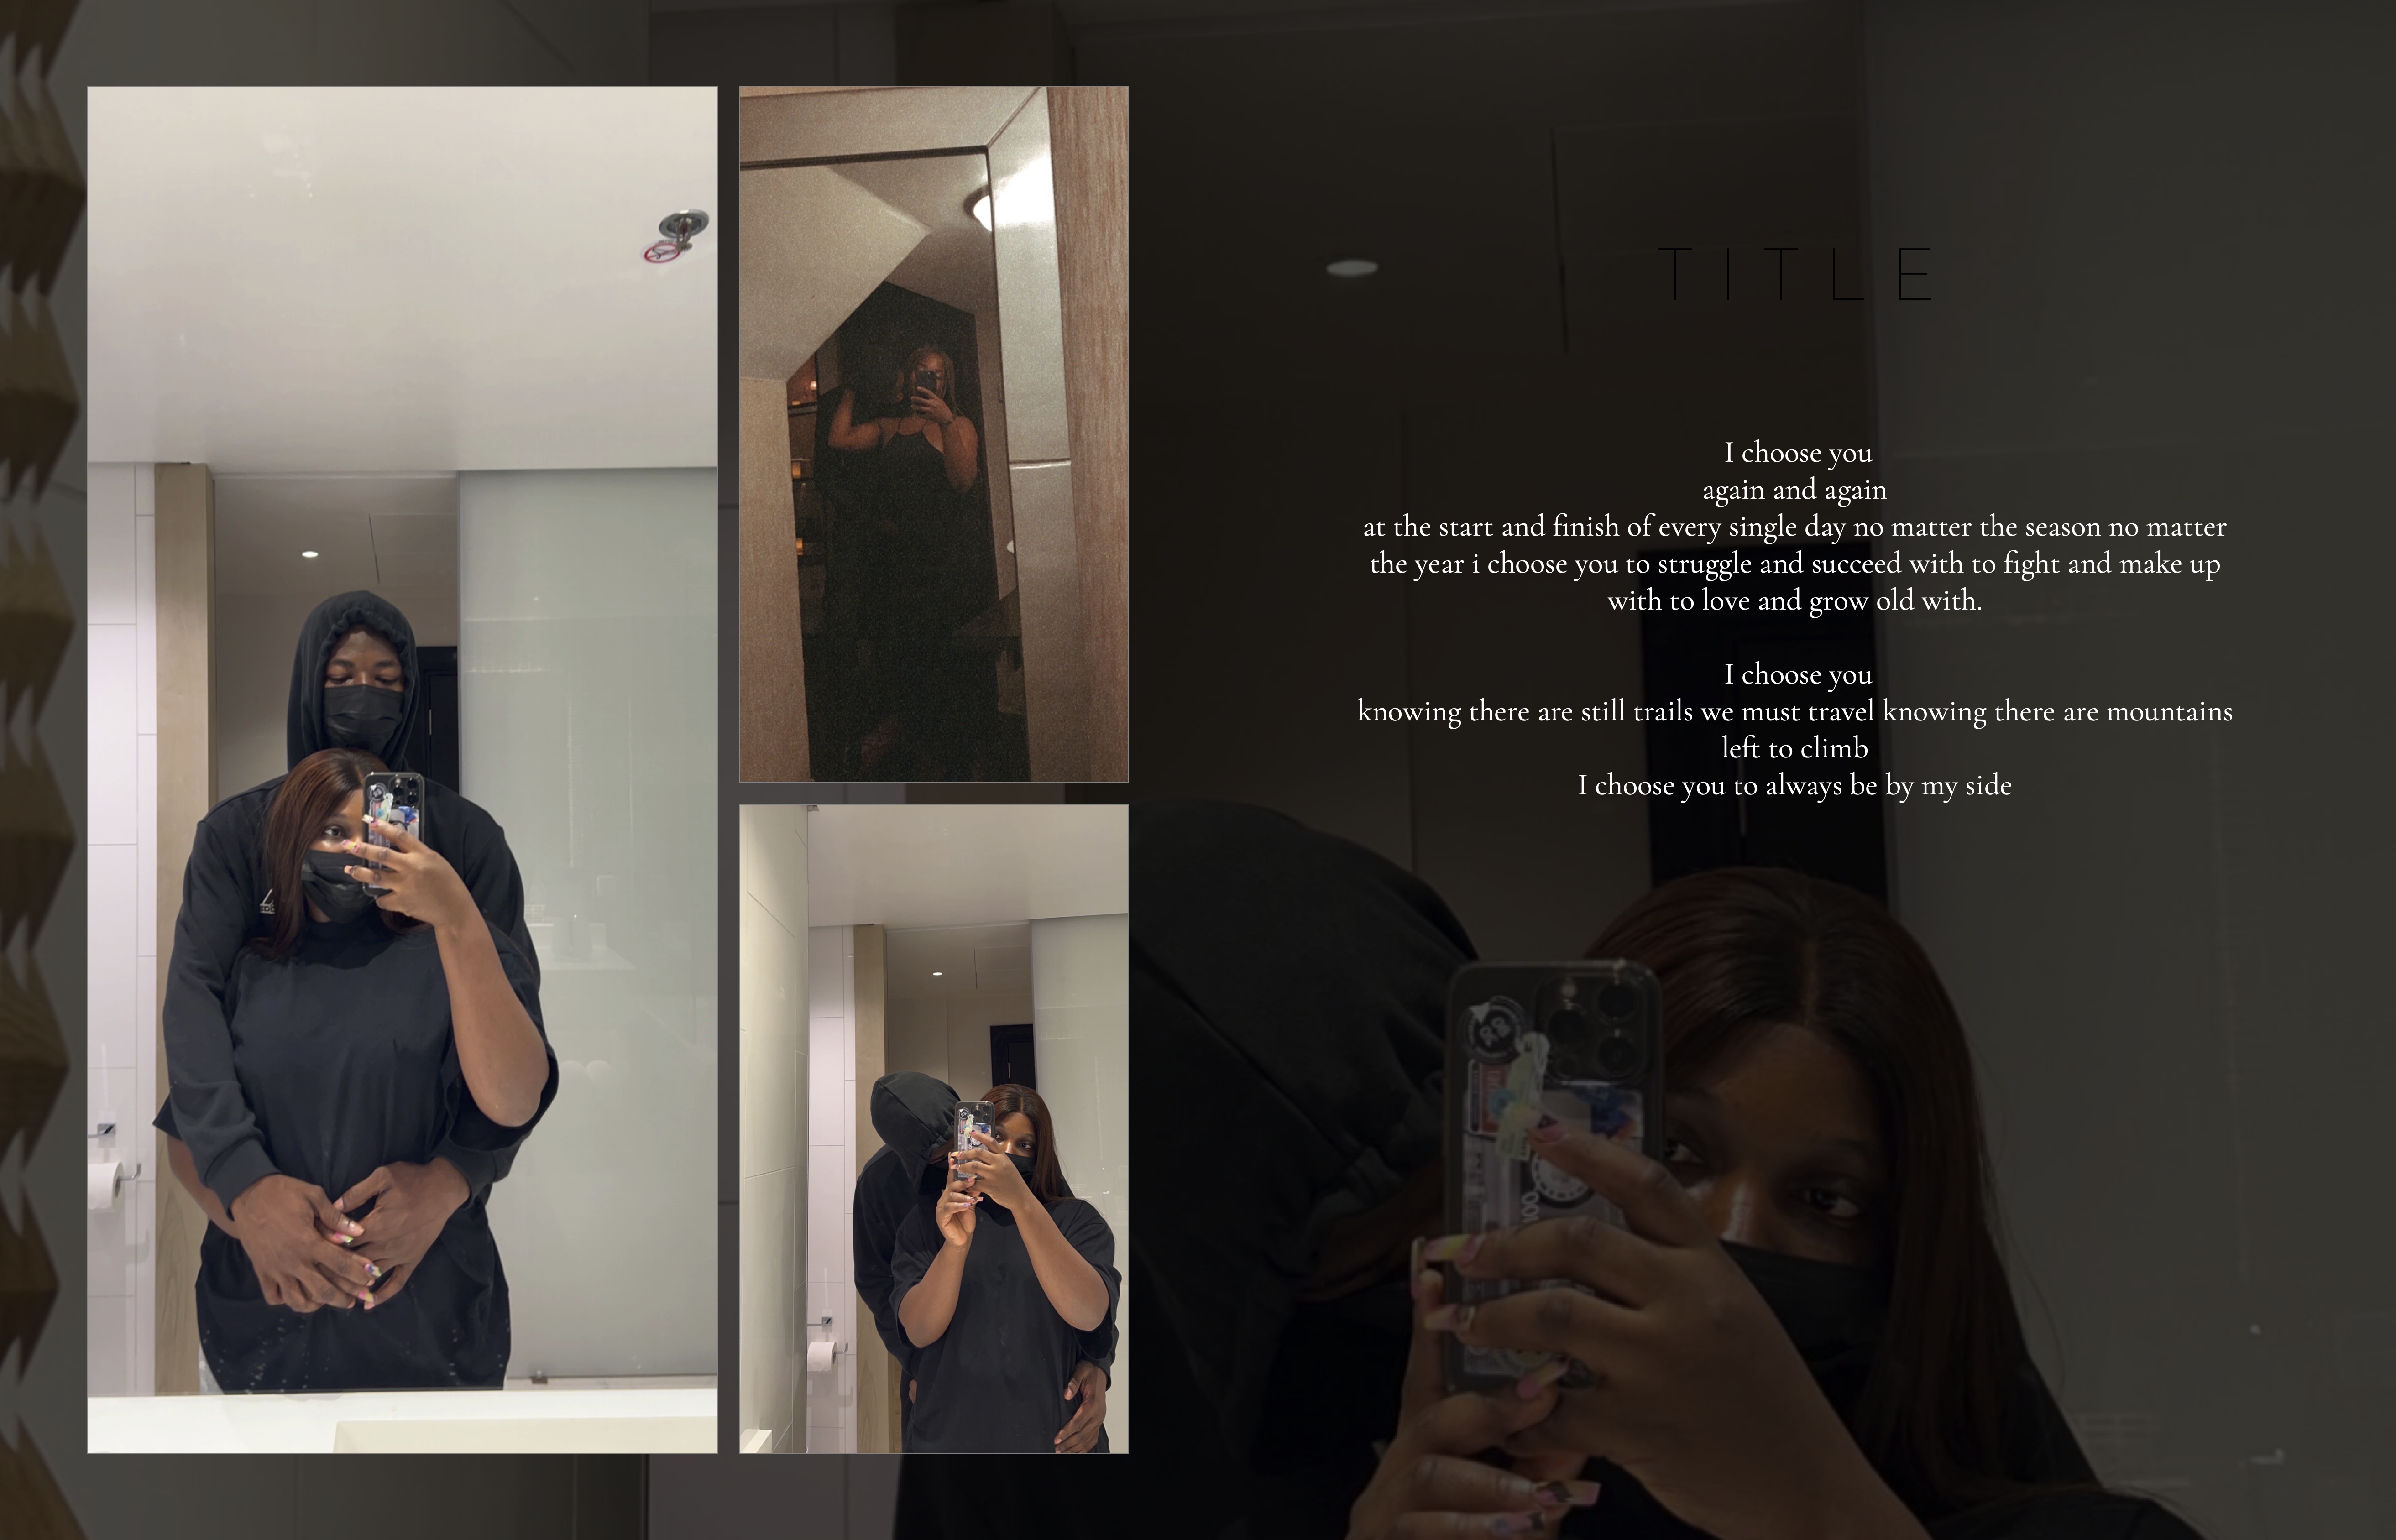 TITLE
I choose you
again and again
at the start and finish of every single day no matter the season no matter
the year i choose you to struggle and succeed with to fight and make up
with to love and grow old with.
I choose you
knowing there are still trails we must travel knowing there are mountains
left to climb
I choose you to always be by my side
100